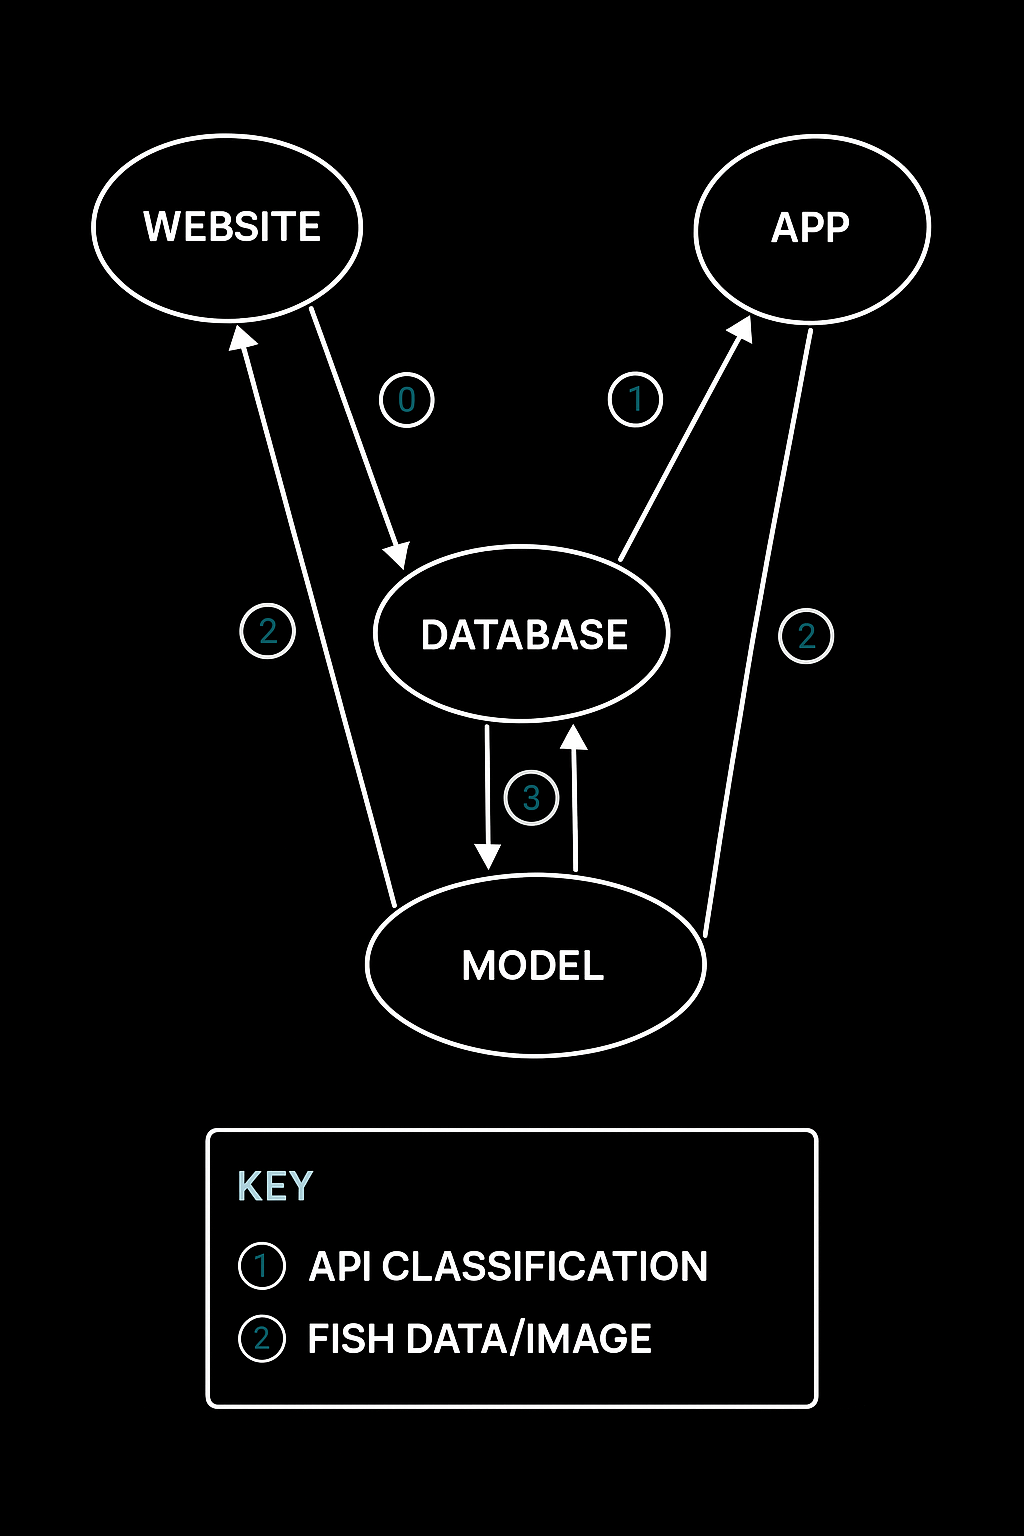 WEBSITE
APP
0
1
2
DATABASE
2
3
MODEL
KEY
1 API CLASSIFICATION
2 FISH DATA/IMAGE